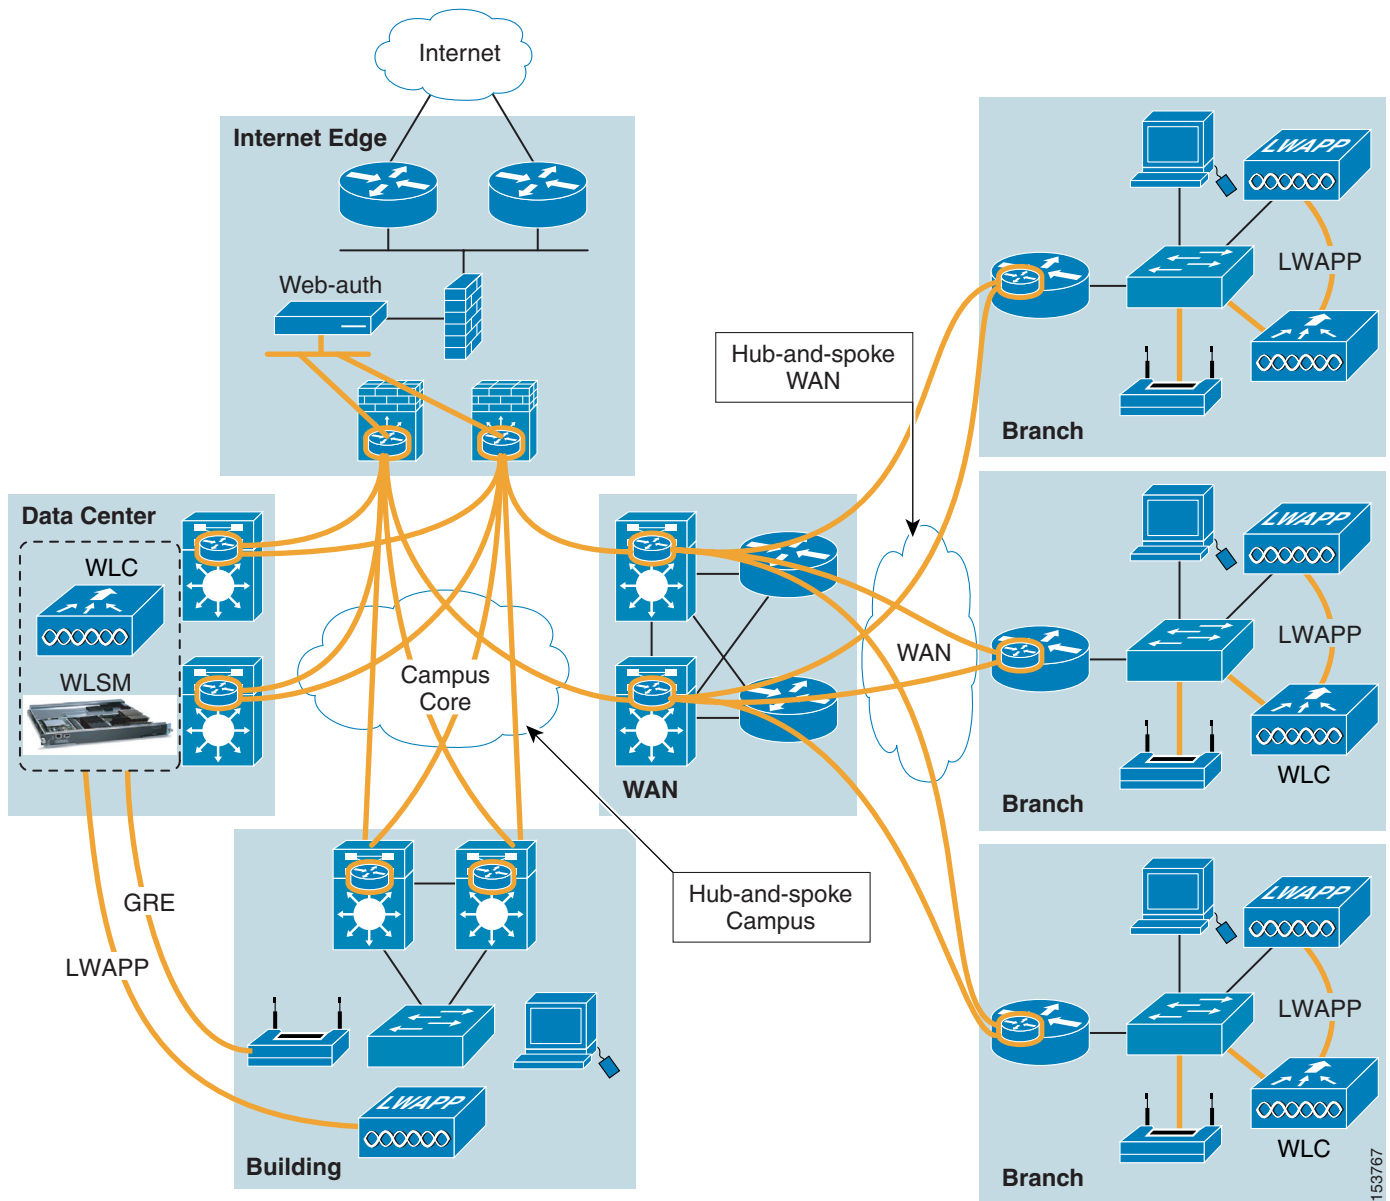 Internet
Internet Edge
Web-auth
Hub-and-spoke
WAN
LWAPP
LWAPP
Branch
Data Center
WLC
WLSM
Campus
Core
WAN
WAN
LWAPP
LWAPP
WLC
Branch
GRE
LWAPP
Hub-and-spoke
Campus
LWAPP
Building
LWAPP
LWAPP
WLC
Branch
153767